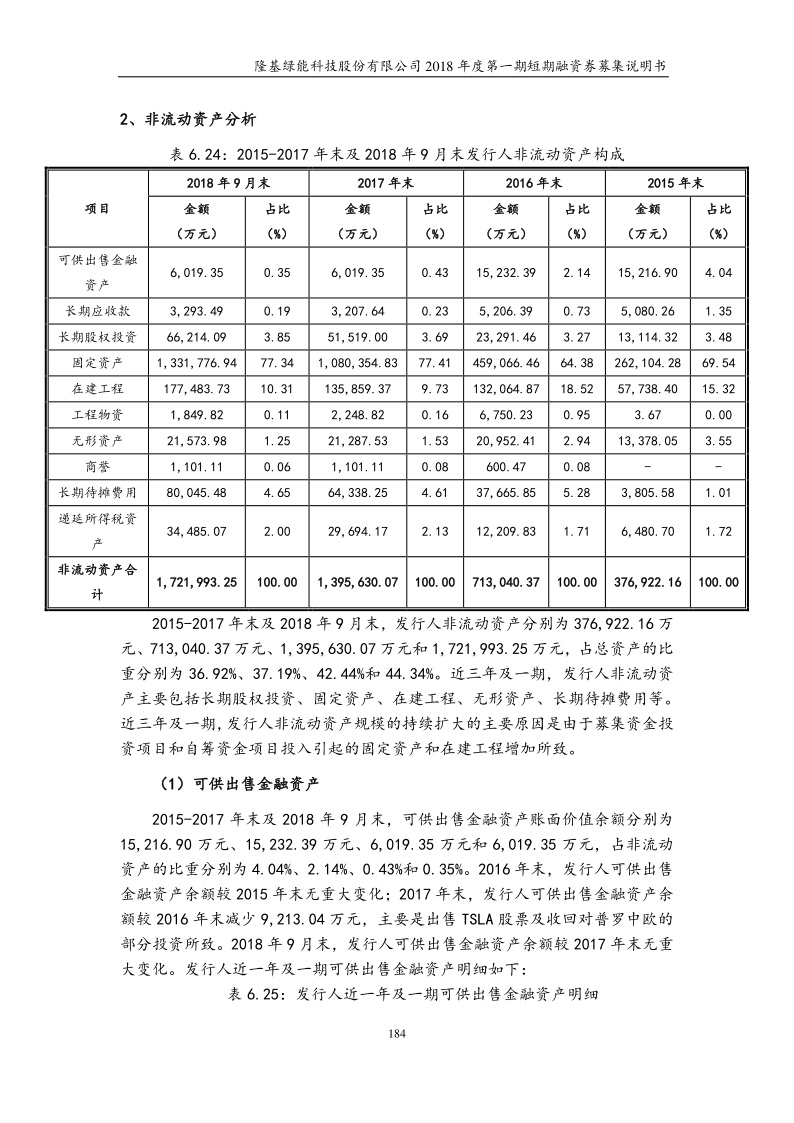 隆基绿能科技股份有限公司 2018 年度第一期短期融资券募集说明书
2、非流动资产分析
表 6.24：2015-2017 年末及 2018 年 9 月末发行人非流动资产构成
项目 2018 年 9 月末 2017 年末 2016 年末 2015 年末
金额 占比 金额 占比 金额 占比 金额 占比
（万元） （%） （万元） （%） （万元） （%） （万元） （%）
可供出售金融
资产 6,019.35 0.35 6,019.35 0.43 15,232.39 2.14 15,216.90 4.04
长期应收款 3,293.49 0.19 3,207.64 0.23 5,206.39 0.73 5,080.26 1.35
长期股权投资 66,214.09 3.85 51,519.00 3.69 23,291.46 3.27 13,114.32 3.48
固定资产 1,331,776.94 77.34 1,080,354.83 77.41 459,066.46 64.38 262,104.28 69.54
在建工程 177,483.73 10.31 135,859.37 9.73 132,064.87 18.52 57,738.40 15.32
工程物资 1,849.82 0.11 2,248.82 0.16 6,750.23 0.95 3.67 0.00
无形资产 21,573.98 1.25 21,287.53 1.53 20,952.41 2.94 13,378.05 3.55
商誉 1,101.11 0.06 1,101.11 0.08 600.47 0.08 - -
长期待摊费用 80,045.48 4.65 64,338.25 4.61 37,665.85 5.28 3,805.58 1.01
递延所得税资
产 34,485.07 2.00 29,694.17 2.13 12,209.83 1.71 6,480.70 1.72
非流动资产合
计 1,721,993.25 100.00 1,395,630.07 100.00 713,040.37 100.00 376,922.16 100.00
2015-2017 年末及 2018 年 9 月末，发行人非流动资产分别为 376,922.16 万
元、713,040.37 万元、1,395,630.07 万元和 1,721,993.25 万元，占总资产的比
重分别为 36.92%、37.19%、42.44%和 44.34%。近三年及一期，发行人非流动资
产主要包括长期股权投资、固定资产、在建工程、无形资产、长期待摊费用等。
近三年及一期，发行人非流动资产规模的持续扩大的主要原因是由于募集资金投
资项目和自筹资金项目投入引起的固定资产和在建工程增加所致。
（1）可供出售金融资产
2015-2017 年末及 2018 年 9 月末，可供出售金融资产账面价值余额分别为
15,216.90 万元、15,232.39 万元、6,019.35 万元和 6,019.35 万元，占非流动
资产的比重分别为 4.04%、2.14%、0.43%和 0.35%。2016 年末，发行人可供出售
金融资产余额较 2015 年末无重大变化；2017 年末，发行人可供出售金融资产余
额较 2016 年末减少 9,213.04 万元，主要是出售 TSLA 股票及收回对普罗中欧的
部分投资所致。2018 年 9 月末，发行人可供出售金融资产余额较 2017 年末无重
大变化。发行人近一年及一期可供出售金融资产明细如下：
表 6.25：发行人近一年及一期可供出售金融资产明细
184